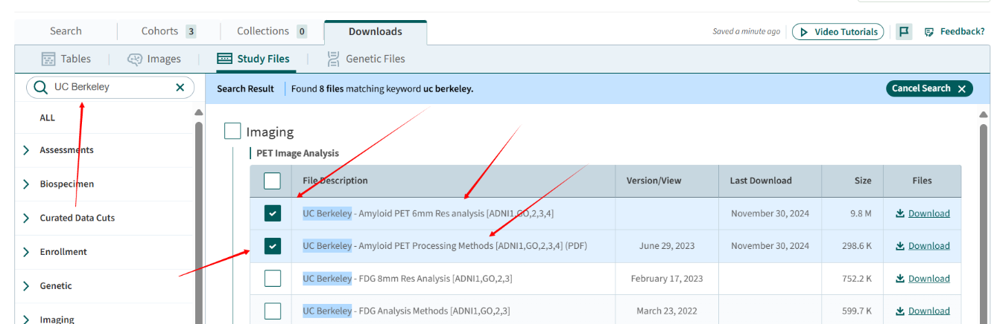 Search Cohorts 3 Collections 0 Downloads Saved a minute ago Video Tutorials Feedback?
Tables Images Study Files Genetic Files
UC Berkeley
Search Result Found 8 files matching keyword uc berkeley. Cancel Search
ALL
Assessments
Biospecimen
Curated Data Cuts
Enrollment
Genetic
Imaging
Imaging
PET Image Analysis
File Description Version/View Last Download Size Files
UC Berkeley - Amyloid PET 6mm Res analysis [ADNI1,GO,2,3,4] November 30, 2024 9.8 M Download
UC Berkeley - Amyloid PET Processing Methods [ADNI1,GO,2,3,4] (PDF) June 29, 2023 November 30, 2024 298.6 K Download
UC Berkeley - FDG 8mm Res Analysis [ADNI1,GO,2,3] February 17, 2023 752.2 K Download
UC Berkeley - FDG Analysis Methods [ADNI1,GO,2,3] March 23, 2022 599.7 K Download